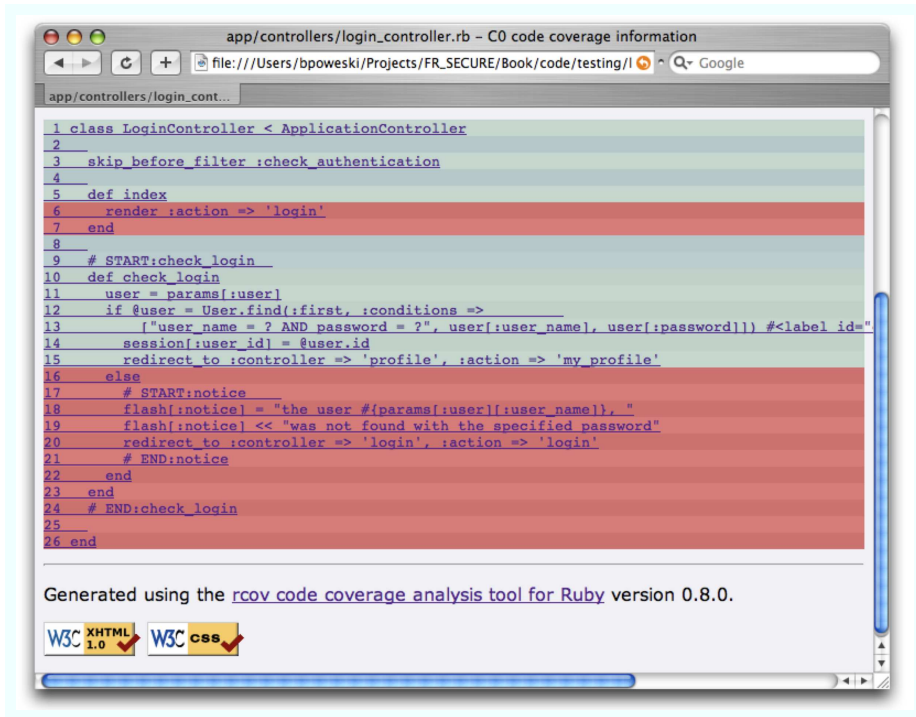 app/controllers/login_controller.rb – C0 code coverage information
file:///Users/bpoweski/Projects/FR_SECURE/Book/code/testing/l
Google
app/controllers/login_cont...
1 class LoginController < ApplicationController
2
3   skip_before_filter :check_authentication
4
5   def index
6     render :action => 'login'
7   end
8
9   # START:check_login
10   def check_login
11     user = params[:user]
12     if @user = User.find(:first, :conditions =>
13         ["user_name = ? AND password = ?", user[:user_name], user[:password]]) #<label id="
14       session[:user_id] = @user.id
15       redirect_to :controller => 'profile', :action => 'my_profile'
16     else
17       # START:notice
18       flash[:notice] = "the user #{params[:user][:user_name]}, "
19       flash[:notice] << "was not found with the specified password"
20       redirect_to :controller => 'login', :action => 'login'
21       # END:notice
22     end
23   end
24   # END:check_login
25
26 end
Generated using the rcov code coverage analysis tool for Ruby version 0.8.0.
W3C XHTML 1.0 W3C css